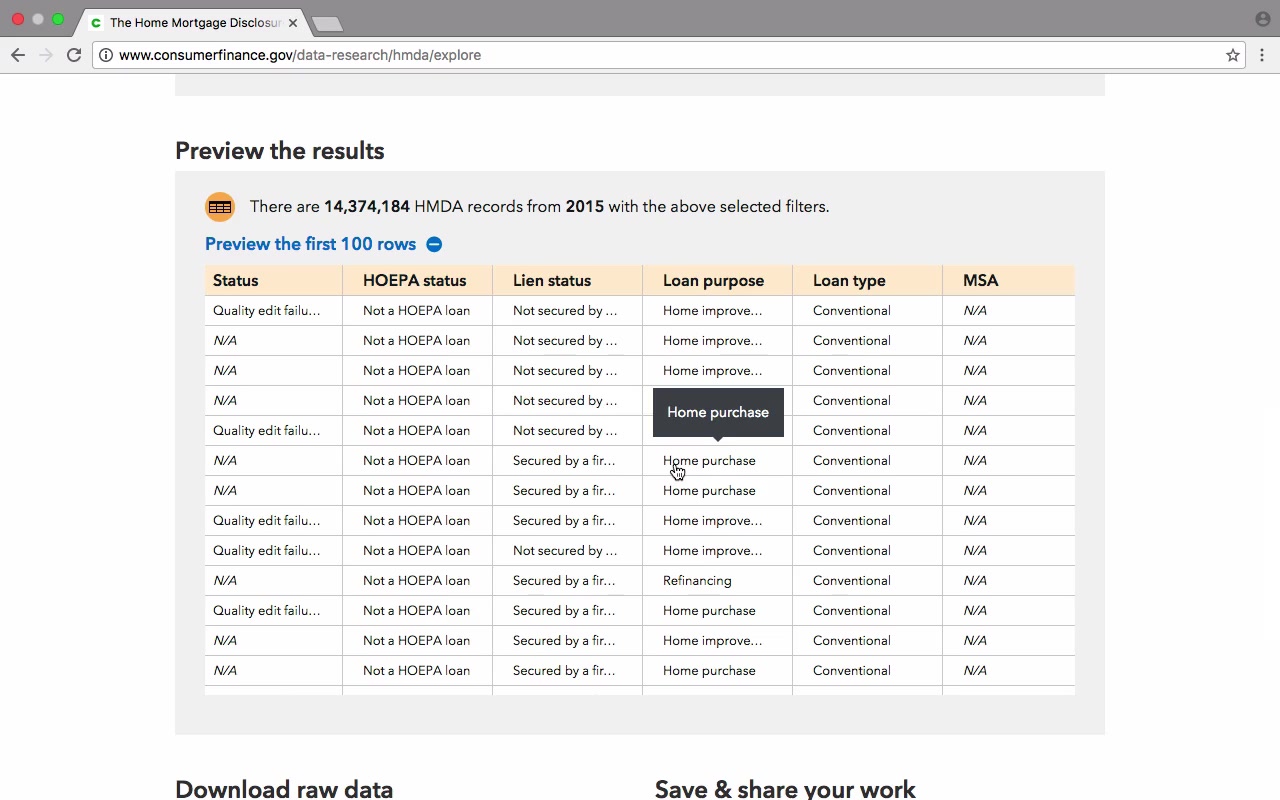 The Home Mortgage Disclosur
www.consumerfinance.gov/data-research/hmda/explore
Preview the results
There are 14,374,184 HMDA records from 2015 with the above selected filters.
Preview the first 100 rows
Status HOEPA status Lien status Loan purpose Loan type MSA
Quality edit failu... Not a HOEPA loan Not secured by ... Home improve... Conventional N/A
N/A Not a HOEPA loan Not secured by ... Home improve... Conventional N/A
N/A Not a HOEPA loan Not secured by ... Home improve... Conventional N/A
N/A Not a HOEPA loan Not secured by ... Conventional N/A
Home purchase
Quality edit failu... Not a HOEPA loan Not secured by ... Conventional N/A
N/A Not a HOEPA loan Secured by a fir... Home purchase Conventional N/A
N/A Not a HOEPA loan Secured by a fir... Home purchase Conventional N/A
Quality edit failu... Not a HOEPA loan Secured by a fir... Home improve... Conventional N/A
Quality edit failu... Not a HOEPA loan Not secured by ... Home improve... Conventional N/A
N/A Not a HOEPA loan Secured by a fir... Refinancing Conventional N/A
Quality edit failu... Not a HOEPA loan Secured by a fir... Home purchase Conventional N/A
N/A Not a HOEPA loan Secured by a fir... Home improve... Conventional N/A
N/A Not a HOEPA loan Secured by a fir... Home purchase Conventional N/A
Download raw data Save & share your work